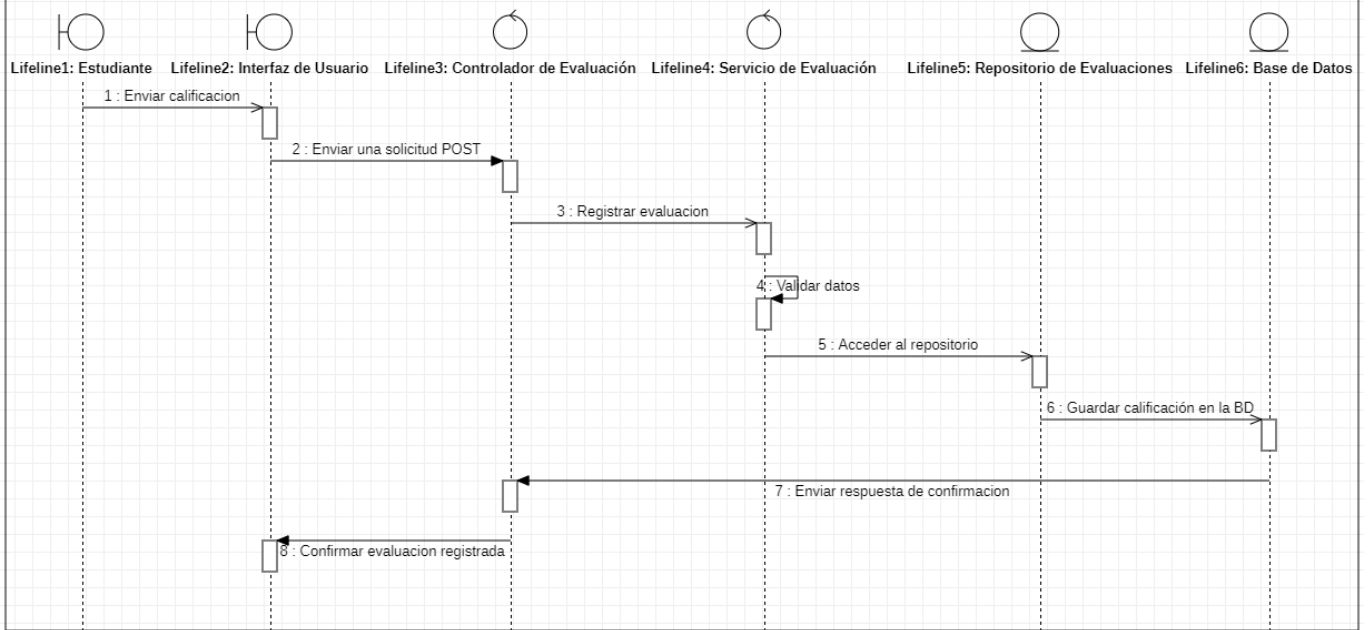 Lifeline1: Estudiante
Lifeline2: Interfaz de Usuario
Lifeline3: Controlador de Evaluación
Lifeline4: Servicio de Evaluación
Lifeline5: Repositorio de Evaluaciones
Lifeline6: Base de Datos
1 : Enviar calificacion
2 : Enviar una solicitud POST
3 : Registrar evaluacion
4 : Validar datos
5 : Acceder al repositorio
6 : Guardar calificación en la BD
7 : Enviar respuesta de confirmacion
8 : Confirmar evaluacion registrada